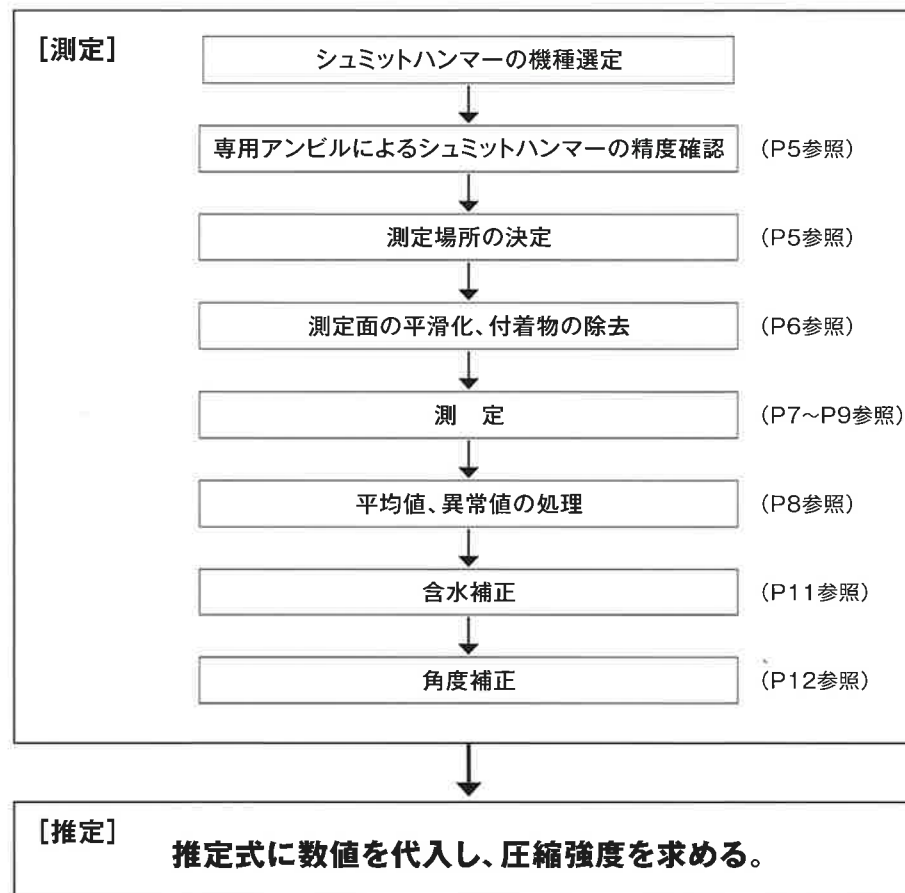 [測定]
シュミットハンマーの機種選定
専用アンビルによるシュミットハンマーの精度確認 (P5参照)
測定場所の決定 (P5参照)
測定面の平滑化、付着物の除去 (P6参照)
測　定 (P7~P9参照)
平均値、異常値の処理 (P8参照)
含水補正 (P11参照)
角度補正 (P12参照)
[推定]
推定式に数値を代入し、圧縮強度を求める。